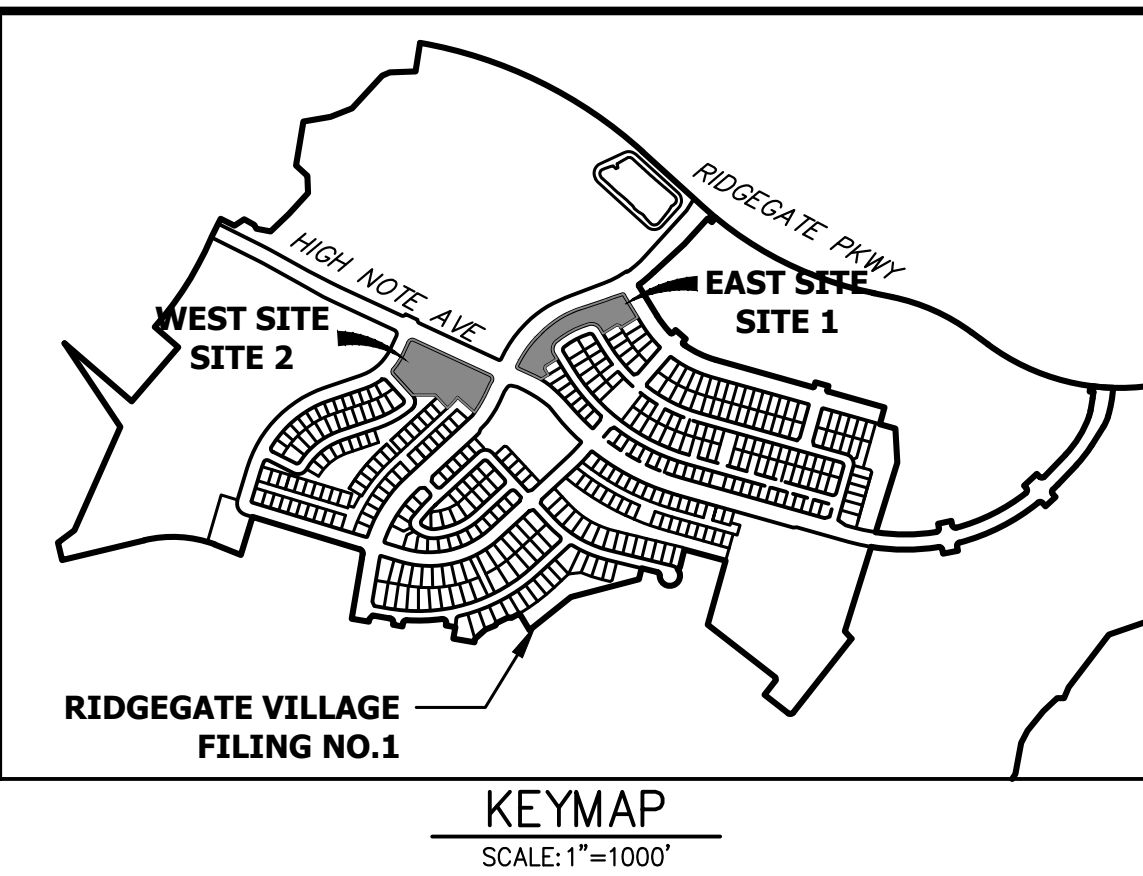 RIDGEGATE PKWY
HIGH NOTE AVE
EAST SITE
SITE 1
WEST SITE
SITE 2
RIDGEGATE VILLAGE
FILING NO.1
KEYMAP
SCALE: 1"=1000'